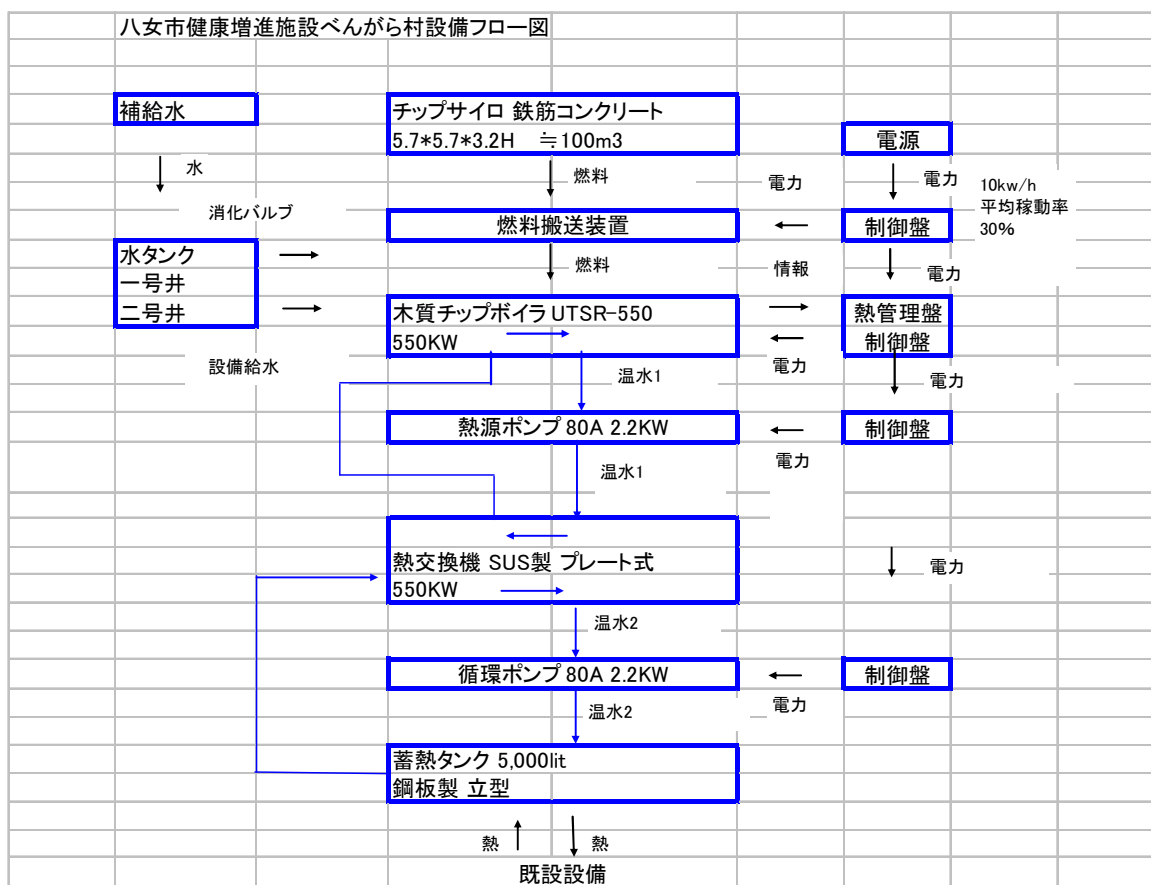 八女市健康増進施設べんがら村設備フロー図
補給水
チップサイロ 鉄筋コンクリート
5.7*5.7*3.2H ≒100m3
電源
水
燃料
電力
電力
10kw/h
平均稼動率
30%
消化バルブ
燃料搬送装置
制御盤
水タンク
一号井
二号井
燃料
情報
電力
木質チップボイラ UTSR-550
550KW
熱管理盤
制御盤
設備給水
温水1
電力
電力
熱源ポンプ 80A 2.2KW
制御盤
温水1
電力
熱交換機 SUS製 プレート式
550KW
電力
温水2
循環ポンプ 80A 2.2KW
制御盤
温水2
電力
蓄熱タンク 5,000lit
鋼板製 立型
熱
熱
既設設備